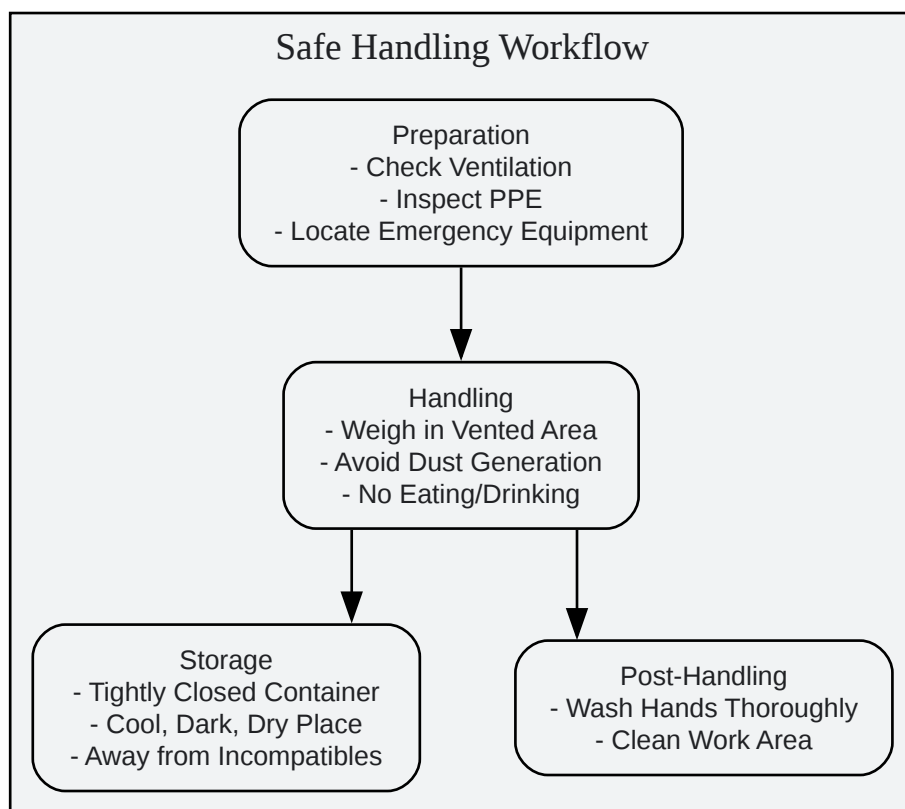 Safe Handling Workflow
Preparation
- Check Ventilation
- Inspect PPE
- Locate Emergency Equipment
Handling
- Weigh in Vented Area
- Avoid Dust Generation
- No Eating/Drinking
Storage
- Tightly Closed Container
- Cool, Dark, Dry Place
- Away from Incompatibles
Post-Handling
- Wash Hands Thoroughly
- Clean Work Area